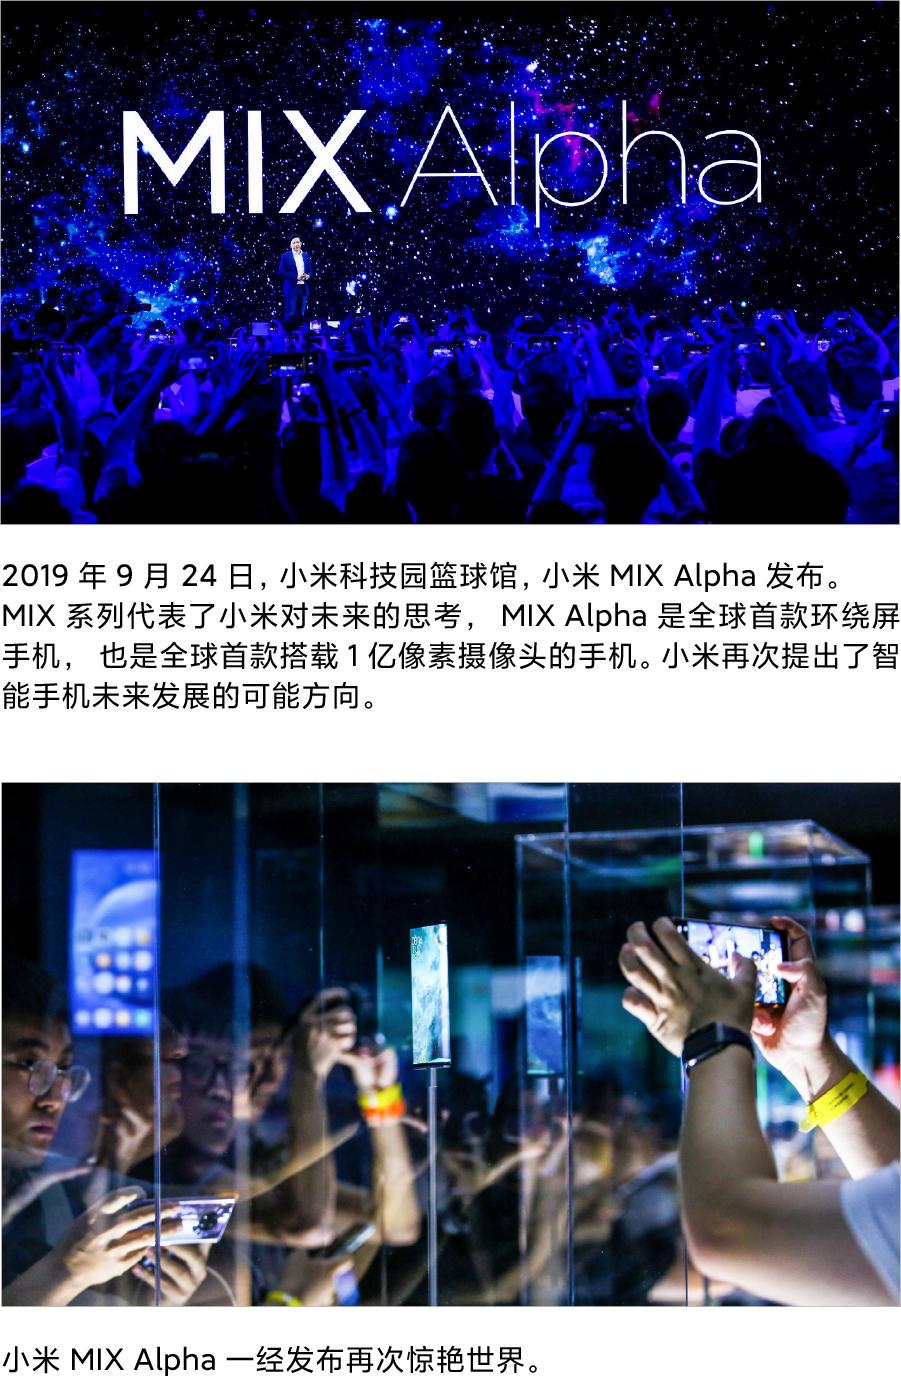 MIX Alpha
2019 年 9 月 24 日，小米科技园篮球馆，小米 MIX Alpha 发布。
MIX 系列代表了小米对未来的思考， MIX Alpha 是全球首款环绕屏
手机， 也是全球首款搭载 1 亿像素摄像头的手机。小米再次提出了智
能手机未来发展的可能方向。
小米 MIX Alpha 一经发布再次惊艳世界。